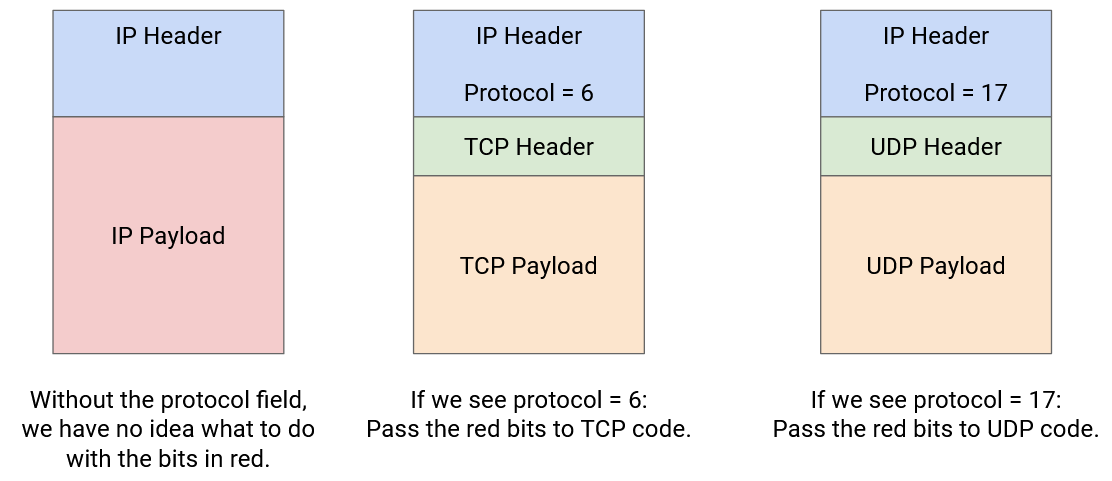 IP Header
IP Payload
Without the protocol field,
we have no idea what to do
with the bits in red.
IP Header
Protocol = 6
TCP Header
TCP Payload
If we see protocol = 6:
Pass the red bits to TCP code.
IP Header
Protocol = 17
UDP Header
UDP Payload
If we see protocol = 17:
Pass the red bits to UDP code.